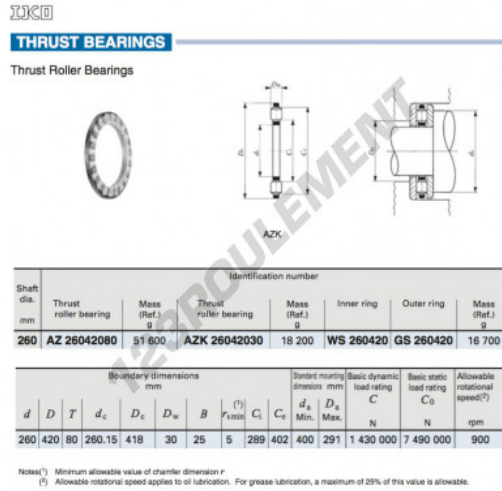 IKO
THRUST BEARINGS
Thrust Roller Bearings
AZK
Identification number
Shaft dia. mm
Thrust roller bearing
Mass (Ref.) g
Thrust roller bearing
Mass (Ref.) g
Inner ring
Outer ring
Mass (Ref.) g
260 AZ 26042080 51 600 AZK 26042030 18 200 WS 260420 GS 260420 16 700
Boundary dimensions mm
Standard mounting dimensions mm
Basic dynamic load rating C N
Basic static load rating C0 N
Allowable rotational speed(2) rpm
d D T dc Dc Dw B rs min(1) Ci Ce da Min. Da Max.
260 420 80 260.15 418 30 25 5 289 402 400 291 1 430 000 7 490 000 900
Notes(1) Minimum allowable value of chamfer dimension r
(2) Allowable rotational speed applies to oil lubrication. For grease lubrication, a maximum of 25% of this value is allowable.
123ROULEMENT